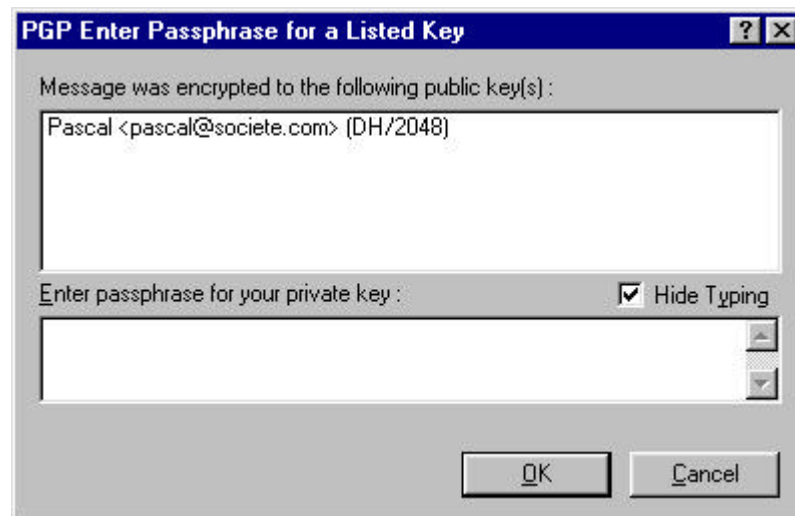 PGP Enter Passphrase for a Listed Key
Message was encrypted to the following public key(s) :
Pascal <pascal@societe.com> (DH/2048)
Enter passphrase for your private key :
Hide Typing
OK
Cancel